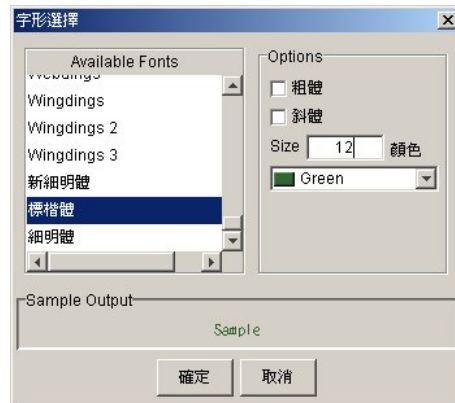 字形選擇
Available Fonts
Webdings
Wingdings
Wingdings 2
Wingdings 3
新細明體
標楷體
細明體
Options
粗體
斜體
Size 12 顏色
Green
Sample Output
Sample
確定 取消